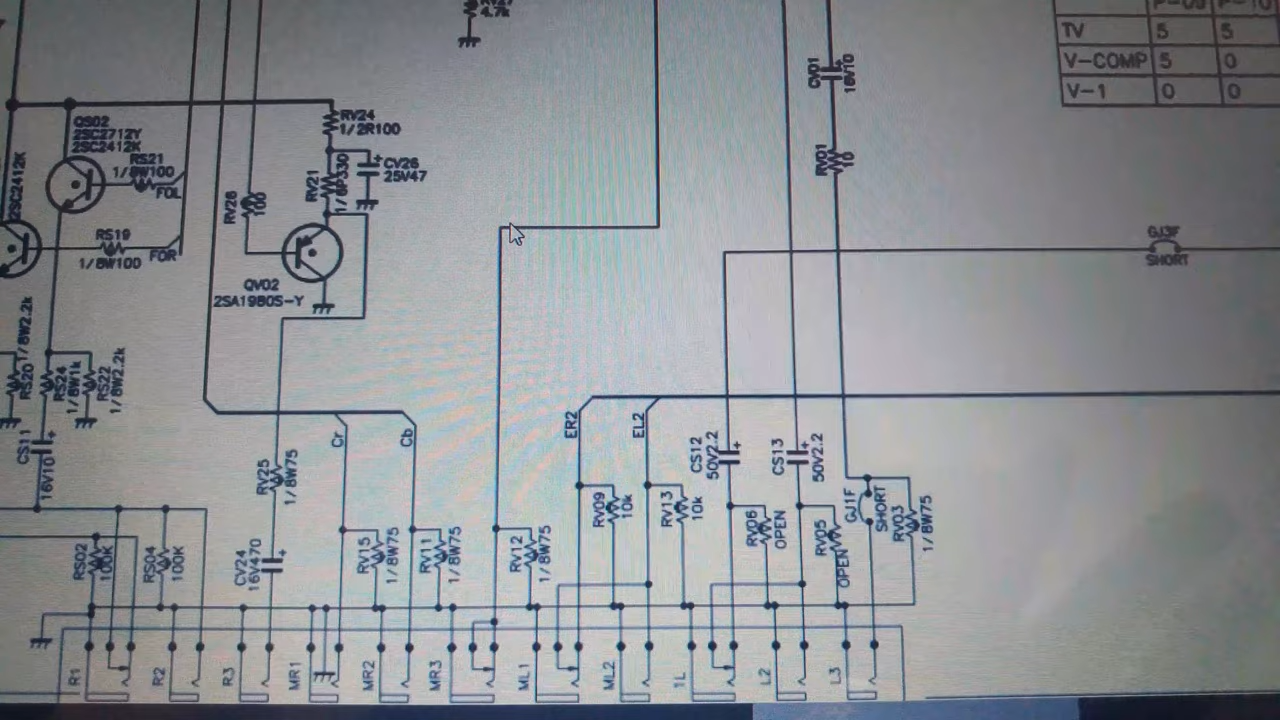 4.7k
TV 5 5
V-COMP 5 0
V-1 0 0
CV01
16V10
RV01
10
QS02
2SC2712Y
2SC2412K
RS21
1/8W100
FOL
2SC2412K
RS19
1/8W100
FOR
RV24
1/2R100
CV26
25V47
RV21
1/6P330
RV26
100
QV02
2SA1980S-Y
GJ3F
SHORT
RS20
1/8W2.2k
RS24
1/8W1k
RS22
1/8W2.2k
CS11
16V10
Cr
Cb
ER2
EL2
CS12
50V2.2
CS13
50V2.2
RV25
1/8W75
RV09
10k
RV13
10k
RV06
OPEN
RV05
OPEN
GJ1F
SHORT
RV03
1/8W75
RS02
100K
RS04
100K
CV24
16V470
RV15
1/8W75
RV11
1/8W75
RV12
1/8W75
R1
R2
R3
MR1
MR2
MR3
ML1
ML2
1L
L2
L3